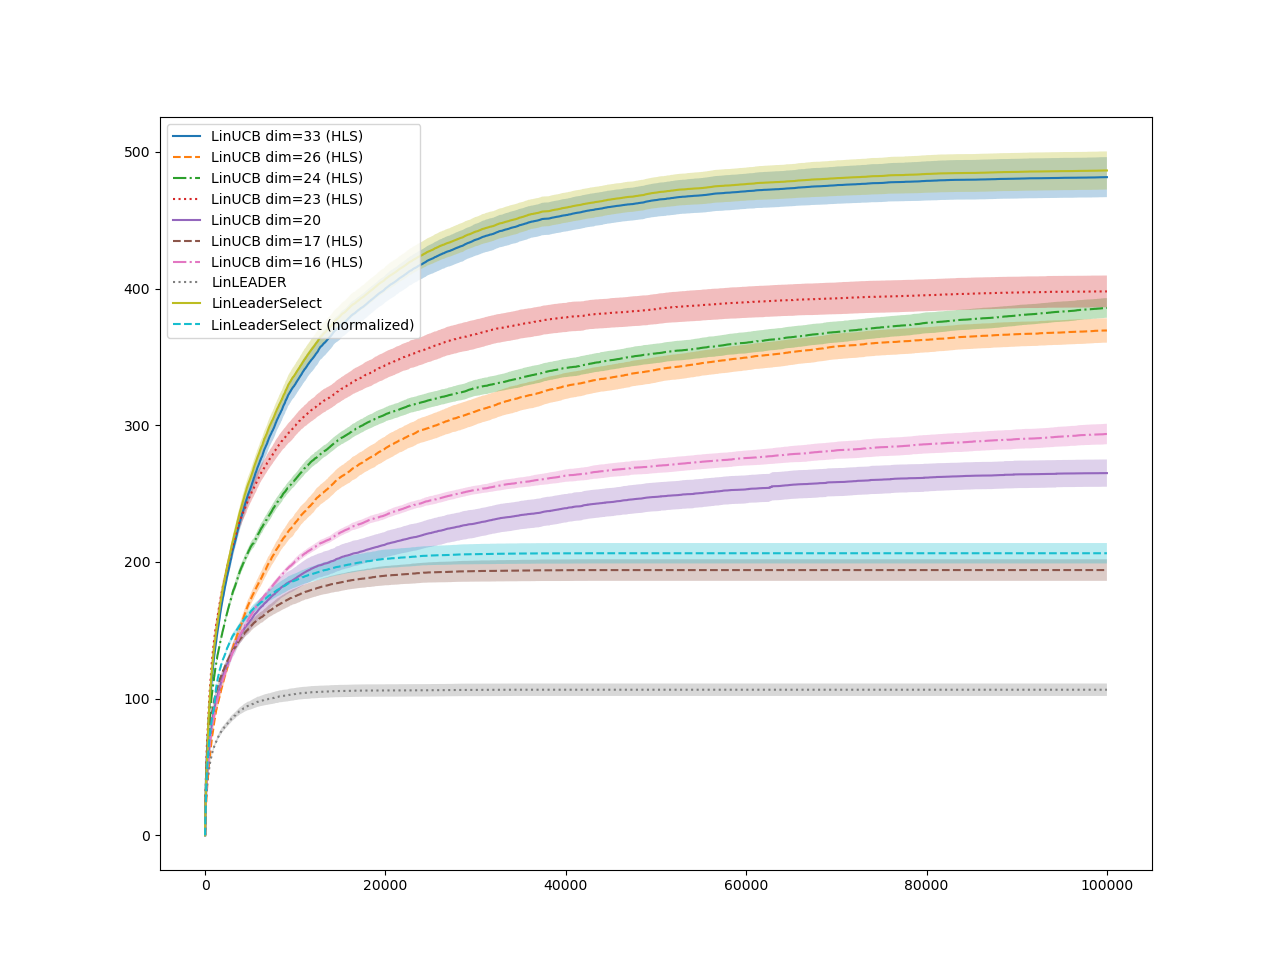 LinUCB dim=33 (HLS)
LinUCB dim=26 (HLS)
LinUCB dim=24 (HLS)
LinUCB dim=23 (HLS)
LinUCB dim=20
LinUCB dim=17 (HLS)
LinUCB dim=16 (HLS)
LinLEADER
LinLeaderSelect
LinLeaderSelect (normalized)
500
400
300
200
100
0
0 20000 40000 60000 80000 100000